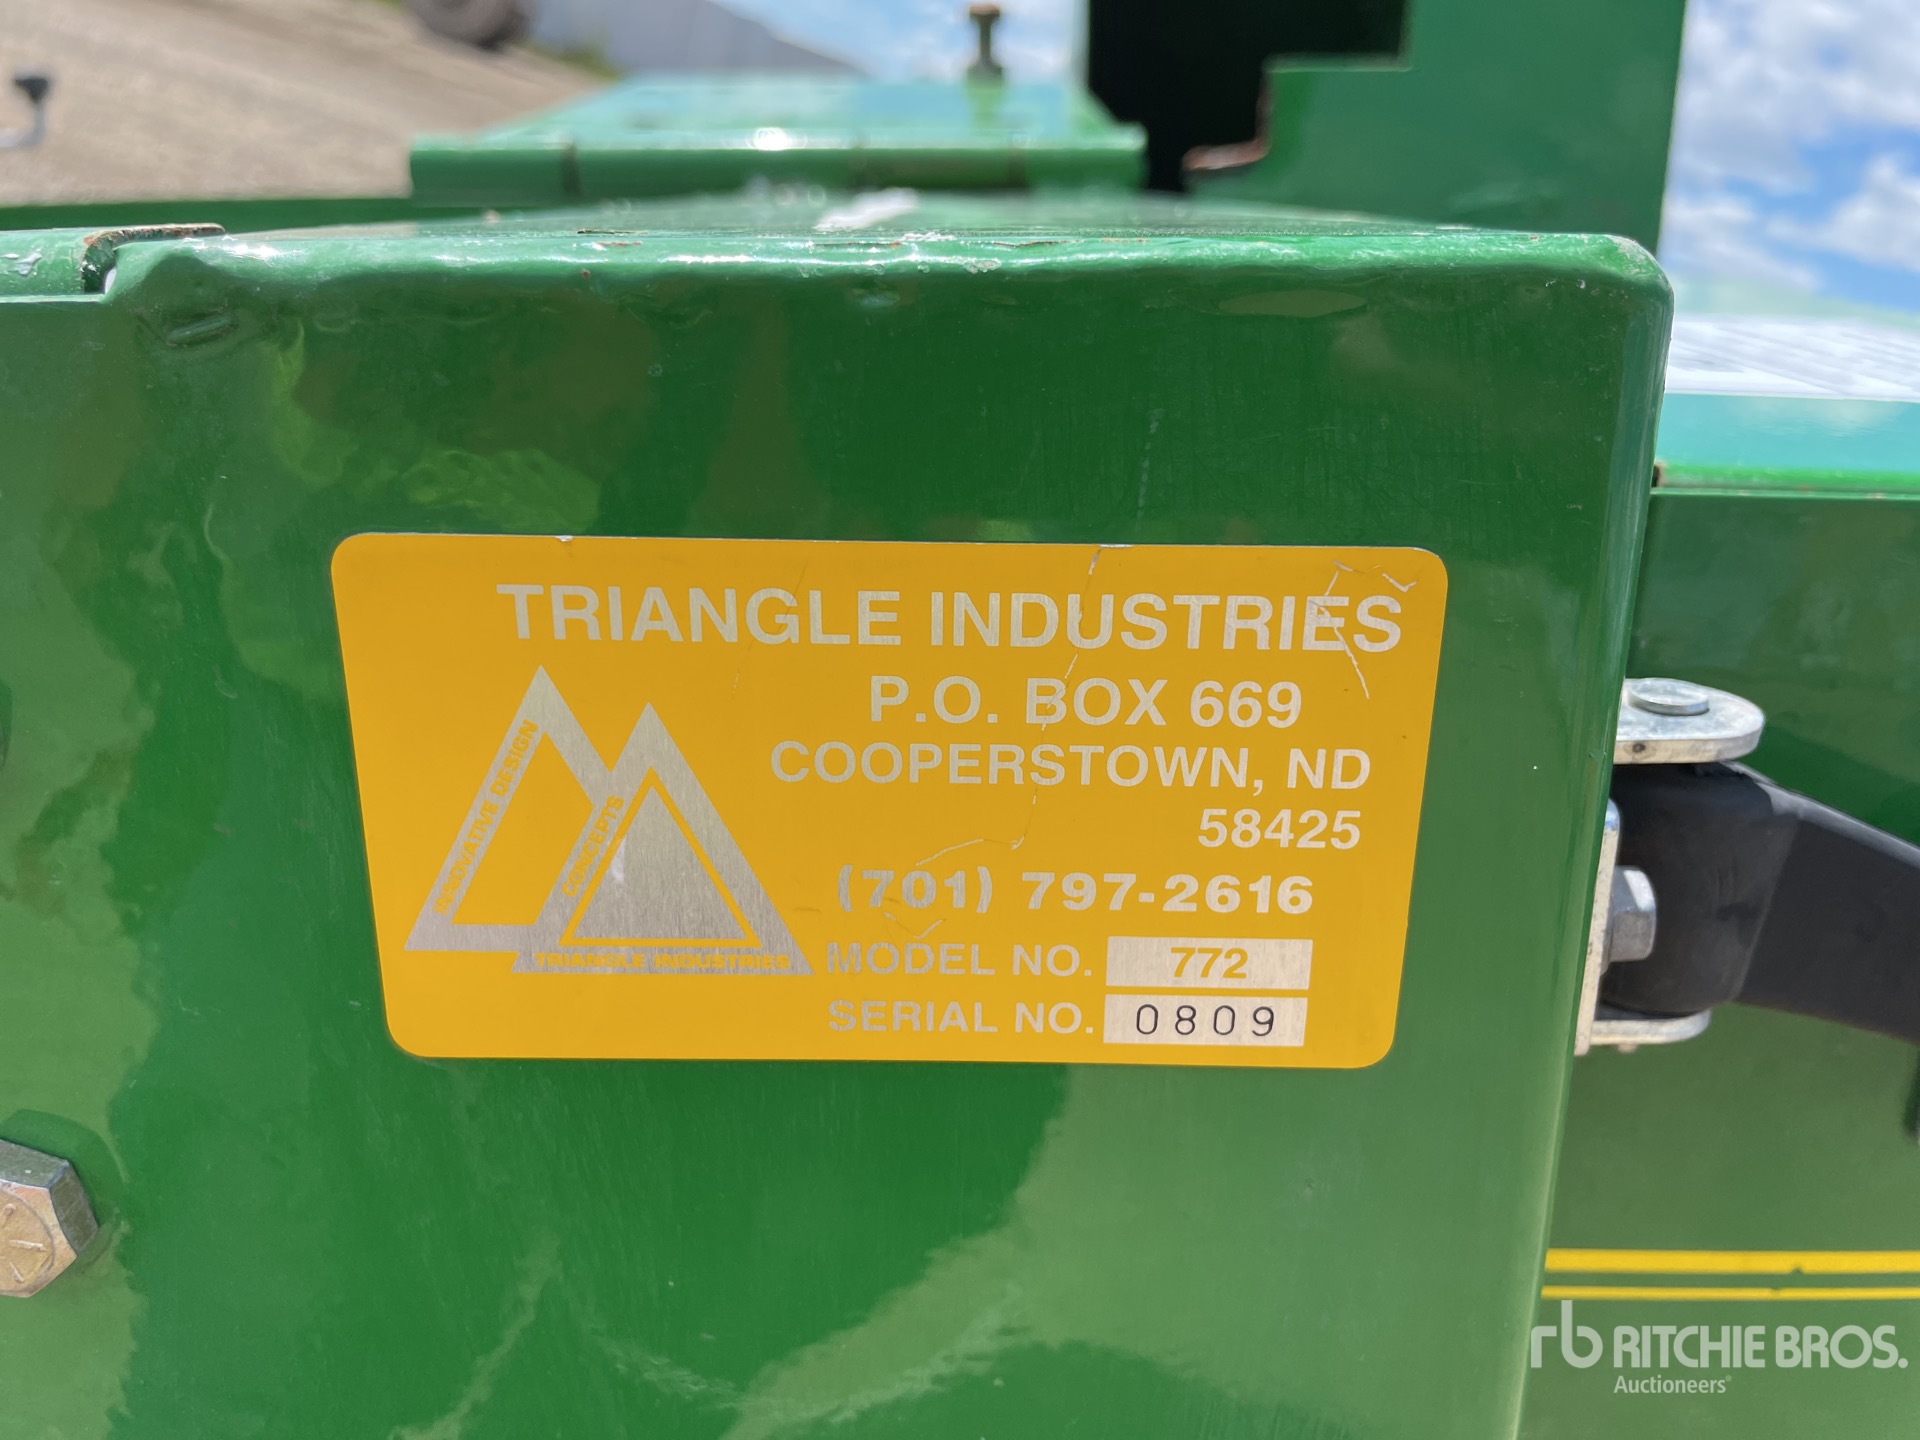 TRIANGLE INDUSTRIES
P.O. BOX 669
COOPERSTOWN, ND
58425
(701) 797-2616
INNOVATIVE DESIGN
CONCEPTS
TRIANGLE INDUSTRIES
MODEL NO. 772
SERIAL NO. 0809
rb RITCHIE BROS.
Auctioneers